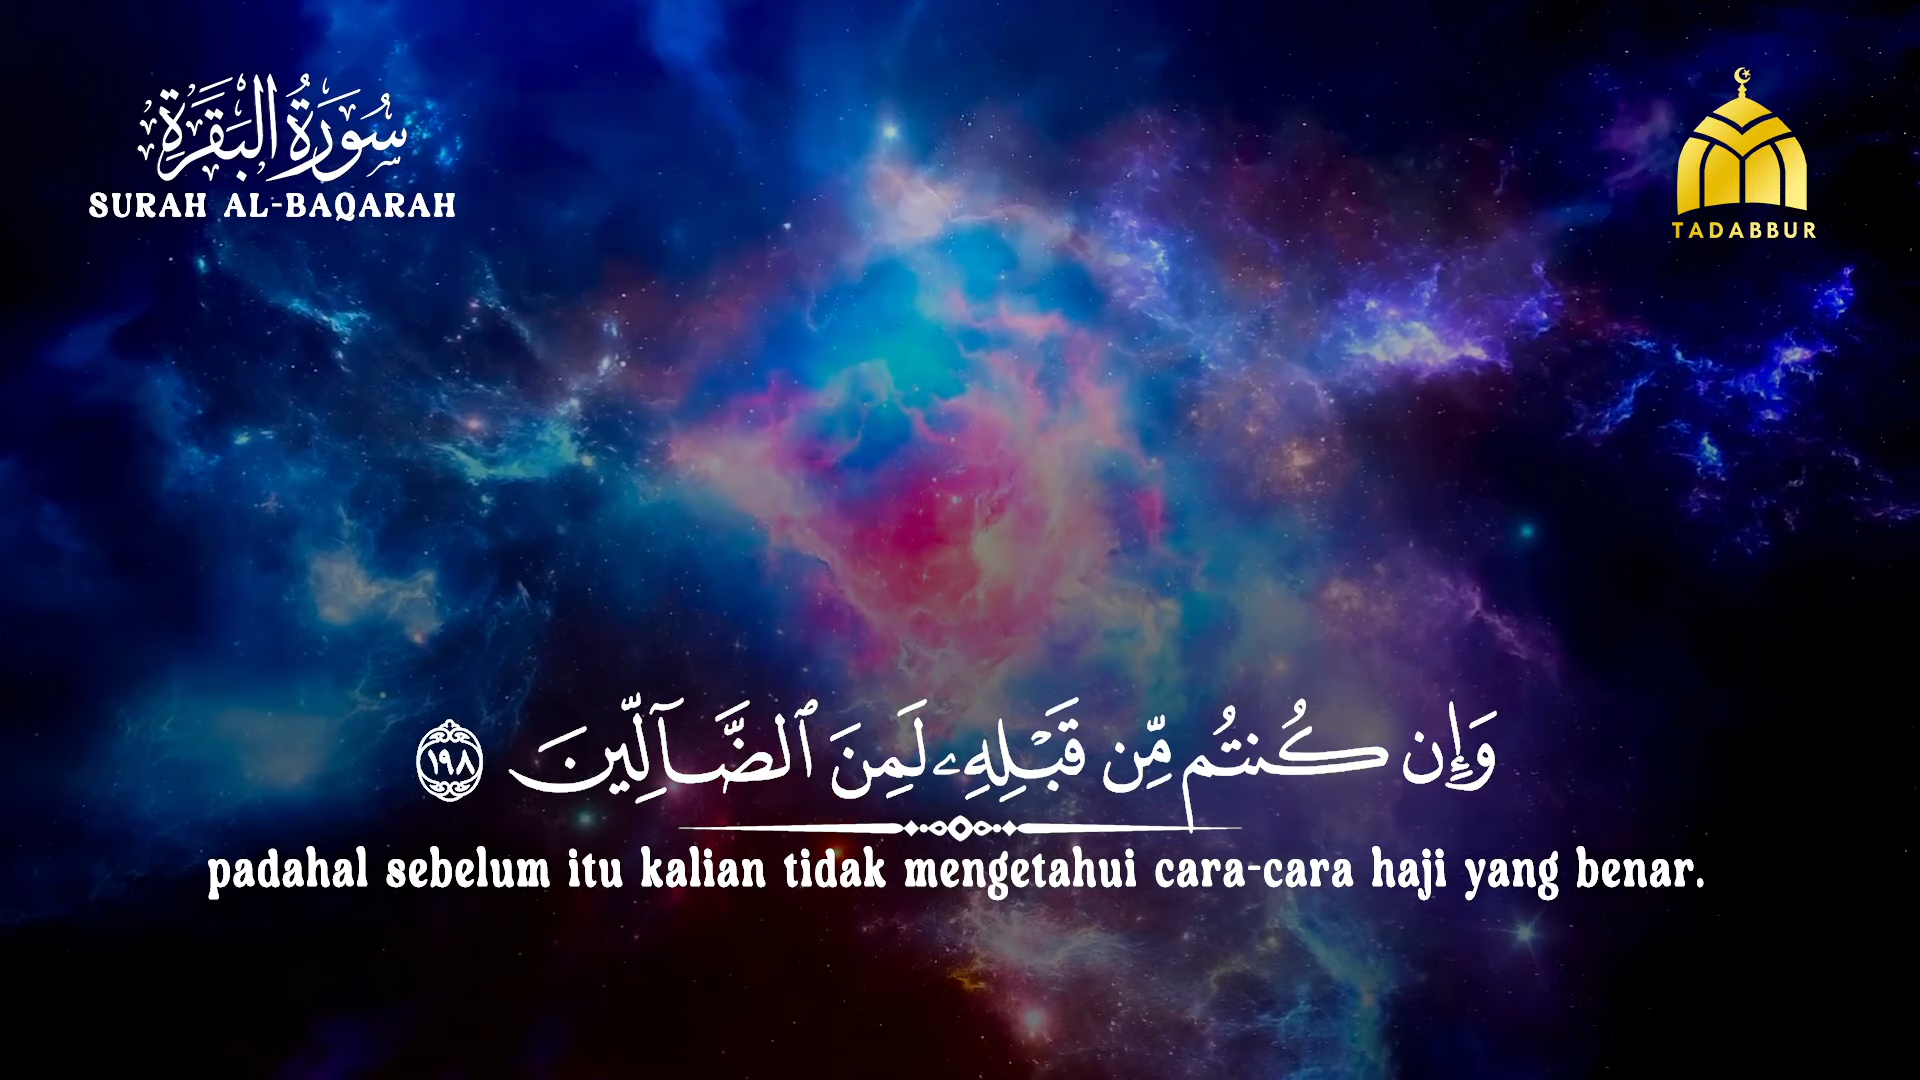 سُورَةُ البَقَرَةِ
SURAH AL-BAQARAH
TADABBUR
وَإِن كُنتُم مِّن قَبْلِهِۦ لَمِنَ ٱلضَّآلِّينَ ١٩٨
padahal sebelum itu kalian tidak mengetahui cara-cara haji yang benar.